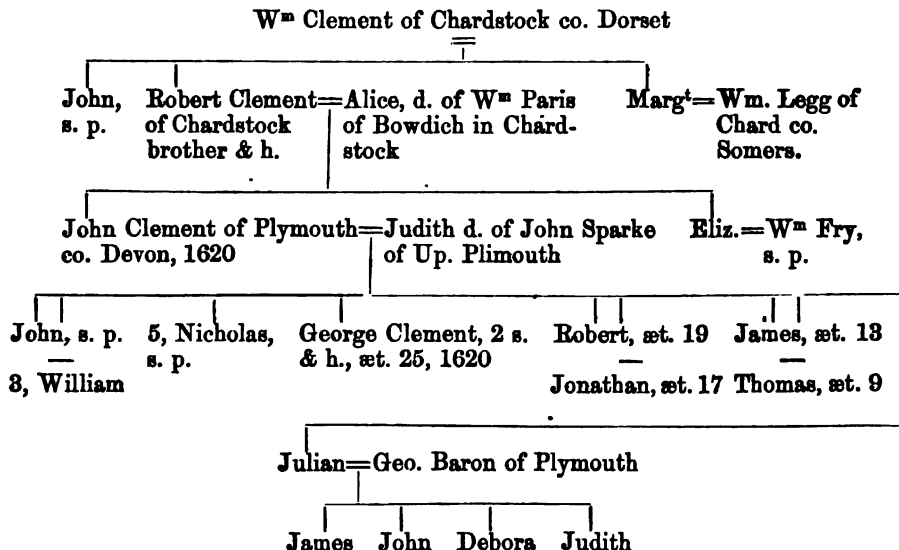 Wᵐ Clement of Chardstock co. Dorset
John, s. p.
Robert Clement=Alice, d. of Wᵐ Paris
of Chardstock of Bowdich in Chard-
brother & h. stock
Margᵗ=Wm. Legg of
Chard co.
Somers.
John Clement of Plymouth=Judith d. of John Sparke
co. Devon, 1620 of Up. Plimouth
Eliz.=Wᵐ Fry,
s. p.
John, s. p.
3, William
5, Nicholas,
s. p.
George Clement, 2 s.
& h., æt. 25, 1620
Robert, æt. 19
Jonathan, æt. 17
James, æt. 13
Thomas, æt. 9
Julian=Geo. Baron of Plymouth
James John Debora Judith